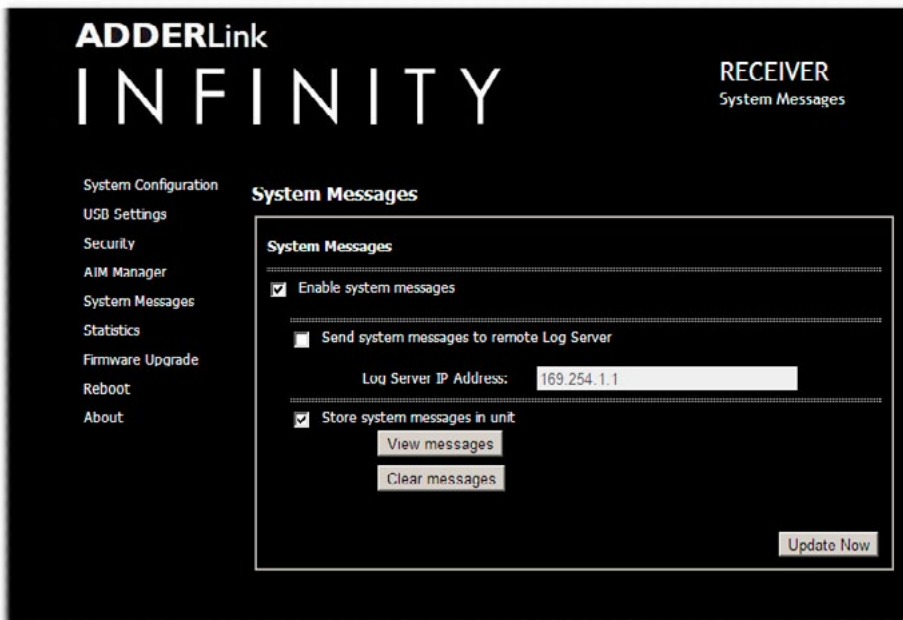 ADDERLink
INFINITY
RECEIVER
System Messages
System Configuration
USB Settings
Security
AIM Manager
System Messages
Statistics
Firmware Upgrade
Reboot
About
System Messages
System Messages
Enable system messages
Send system messages to remote Log Server
Log Server IP Address: 169.254.1.1
Store system messages in unit
View messages
Clear messages
Update Now